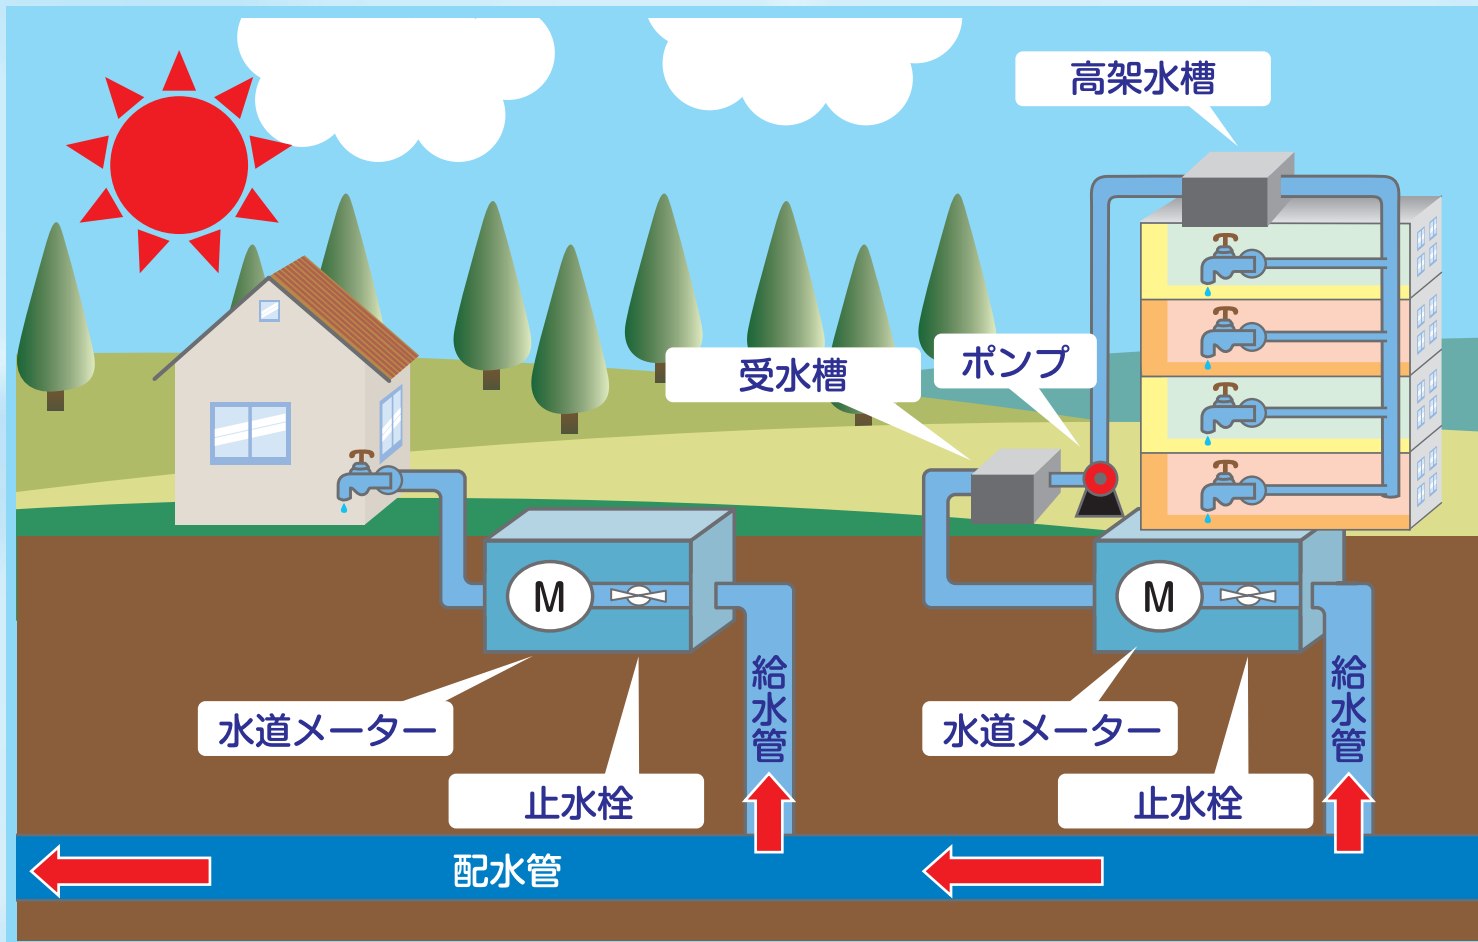 高架水槽
ポンプ
受水槽
M
M
給水管
給水管
水道メーター
水道メーター
止水栓
止水栓
配水管